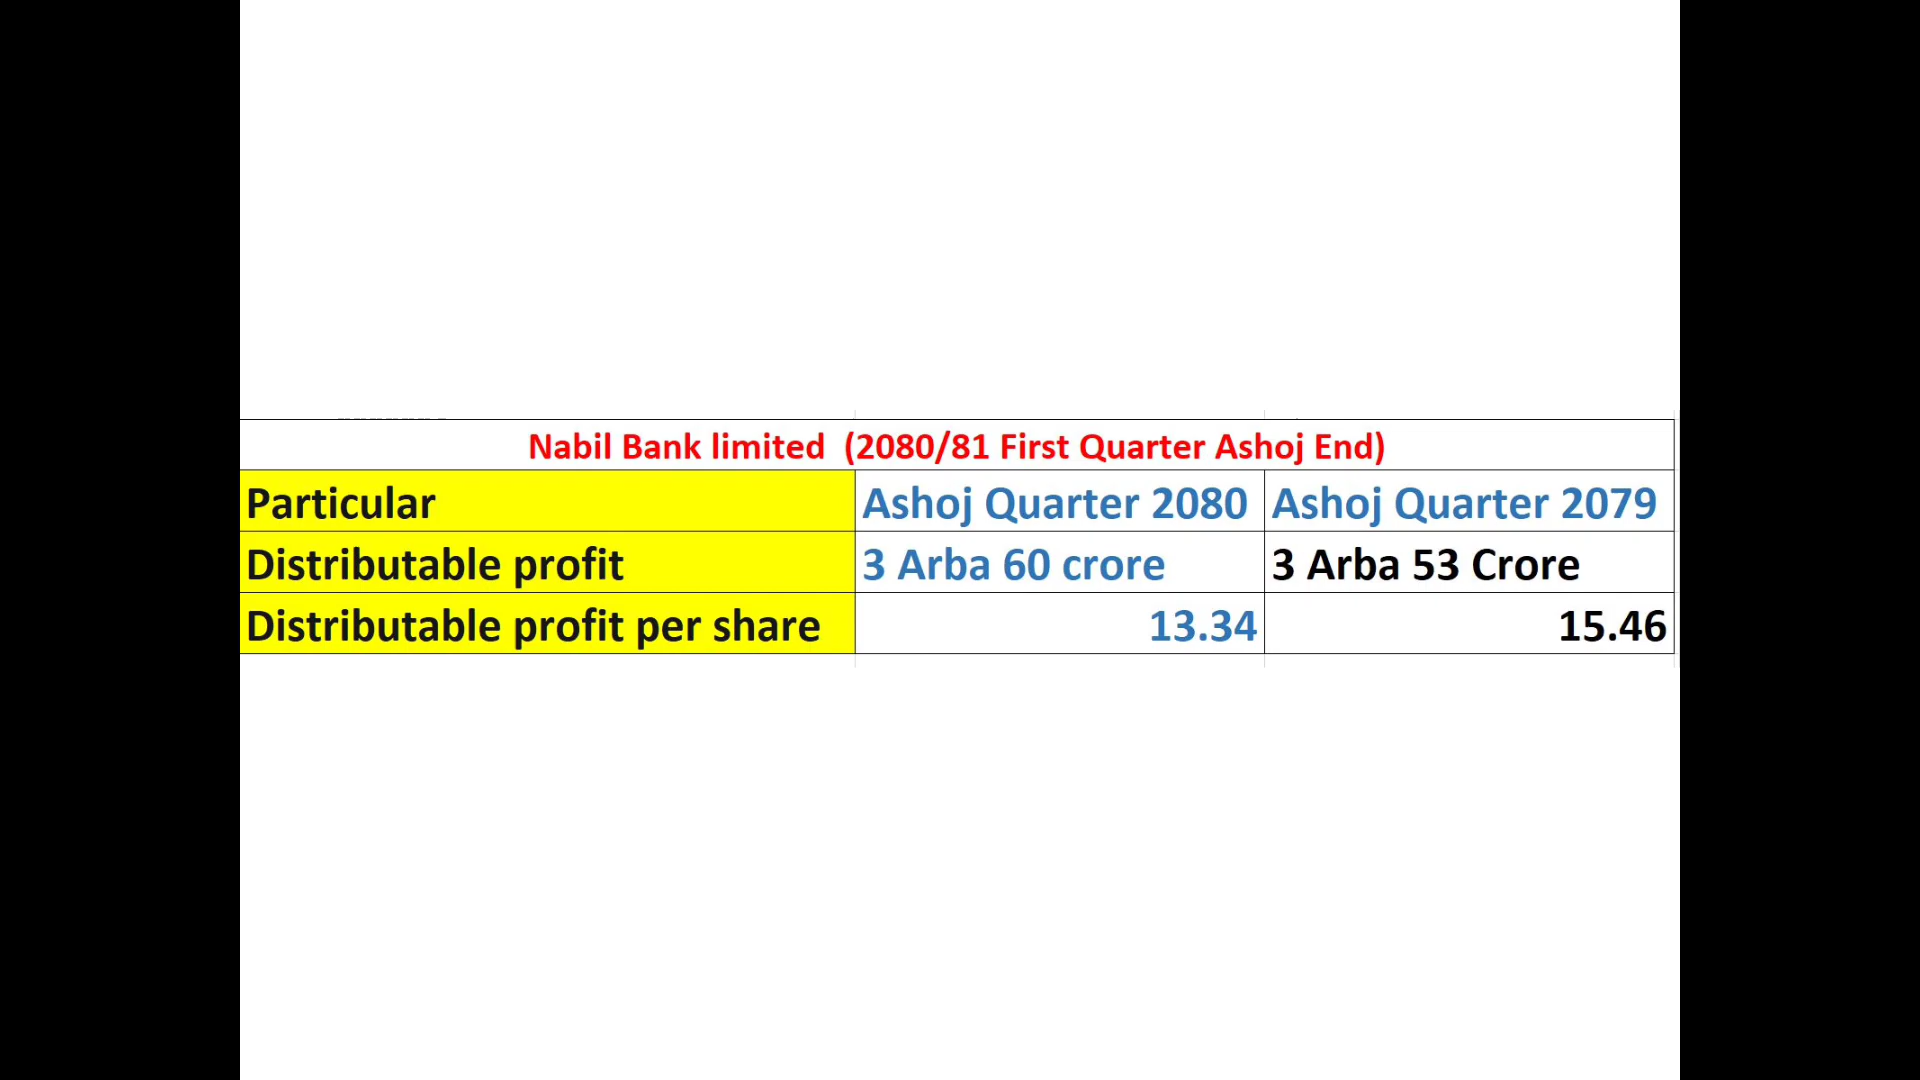 Nabil Bank limited  (2080/81 First Quarter Ashoj End)
Particular Ashoj Quarter 2080 Ashoj Quarter 2079
Distributable profit 3 Arba 60 crore 3 Arba 53 Crore
Distributable profit per share 13.34 15.46